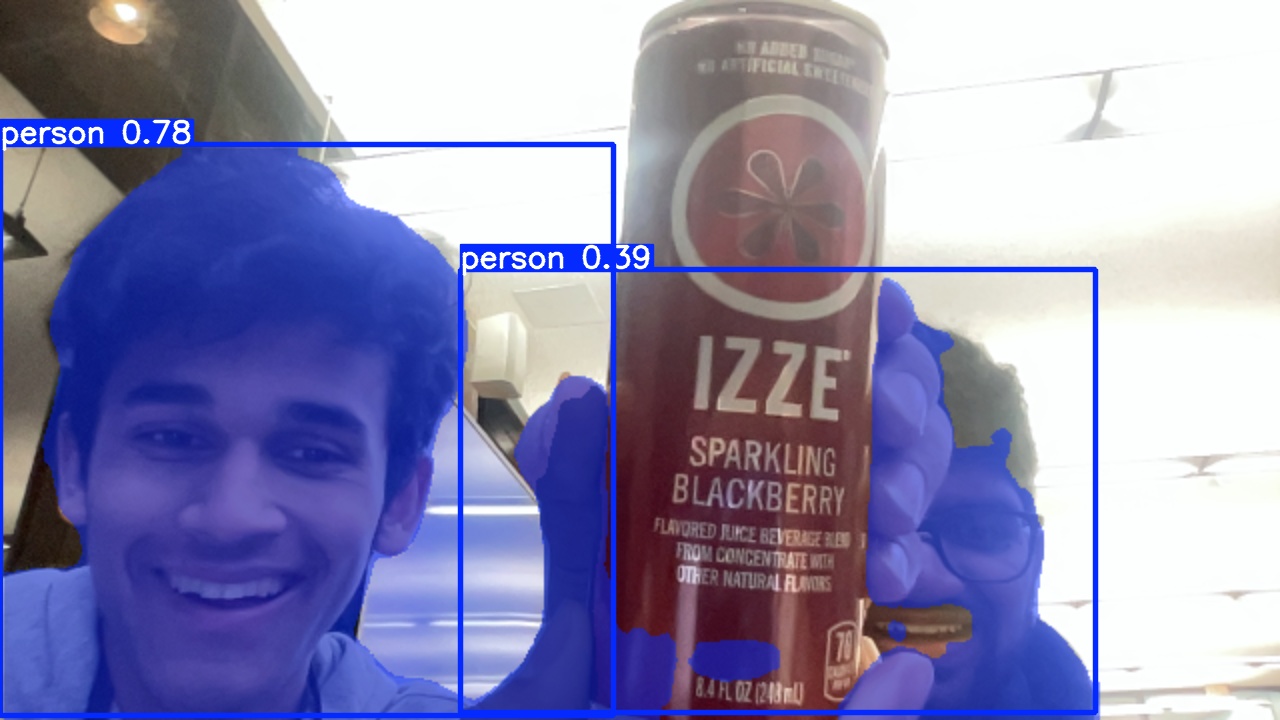 person 0.78
person 0.39
NO ADDED SUGAR
NO ARTIFICIAL SWEETENERS
IZZE
SPARKLING
BLACKBERRY
FLAVORED JUICE BEVERAGE BLEND
FROM CONCENTRATE WITH
OTHER NATURAL FLAVORS
70
8.4 FL OZ (248 mL)